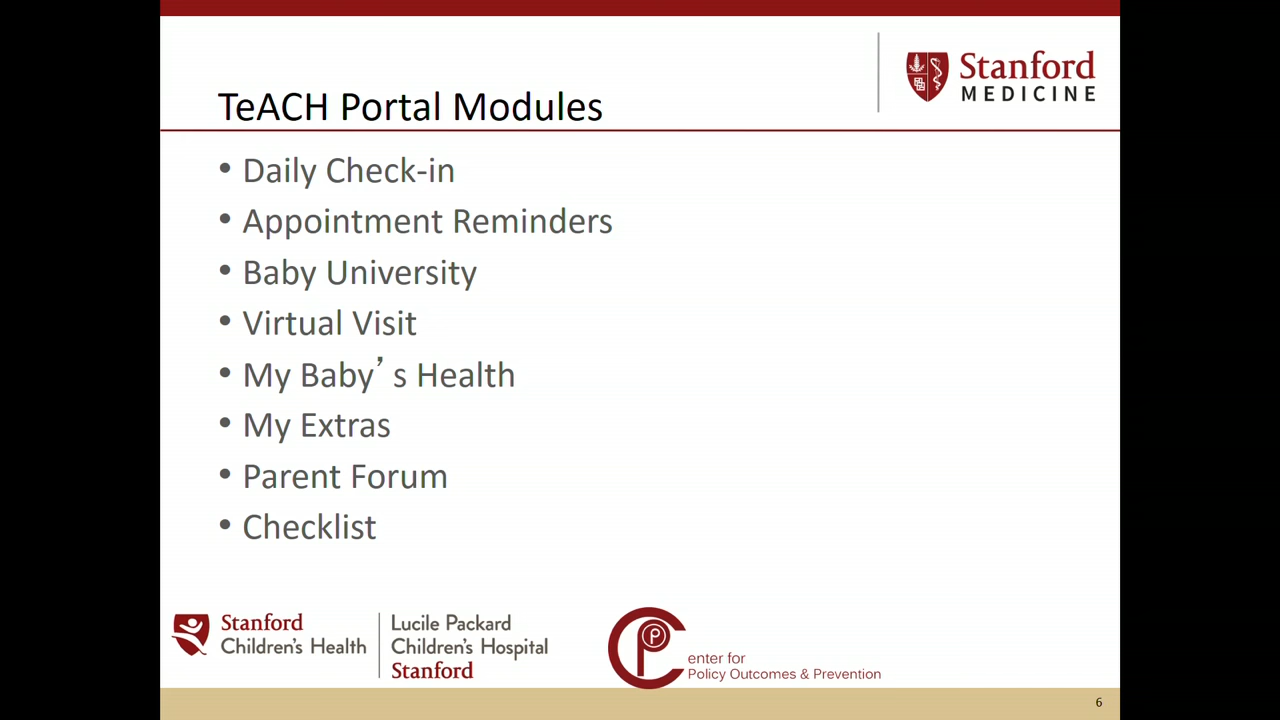 Stanford
MEDICINE
TeACH Portal Modules
• Daily Check-in
• Appointment Reminders
• Baby University
• Virtual Visit
• My Baby’s Health
• My Extras
• Parent Forum
• Checklist
Stanford
Children's Health
Lucile Packard
Children's Hospital
Stanford
CP
enter for
Policy Outcomes & Prevention
6